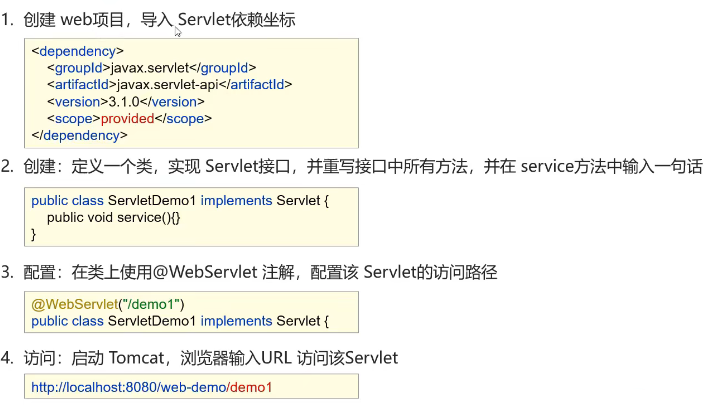 1. 创建 web项目，导入 Servlet依赖坐标
<dependency>
<groupId>javax.servlet</groupId>
<artifactId>javax.servlet-api</artifactId>
<version>3.1.0</version>
<scope>provided</scope>
</dependency>
2. 创建：定义一个类，实现 Servlet接口，并重写接口中所有方法，并在 service方法中输入一句话
public class ServletDemo1 implements Servlet {
public void service(){}
}
3. 配置：在类上使用@WebServlet 注解，配置该 Servlet的访问路径
@WebServlet("/demo1")
public class ServletDemo1 implements Servlet {
4. 访问：启动 Tomcat，浏览器输入URL 访问该Servlet
http://localhost:8080/web-demo/demo1